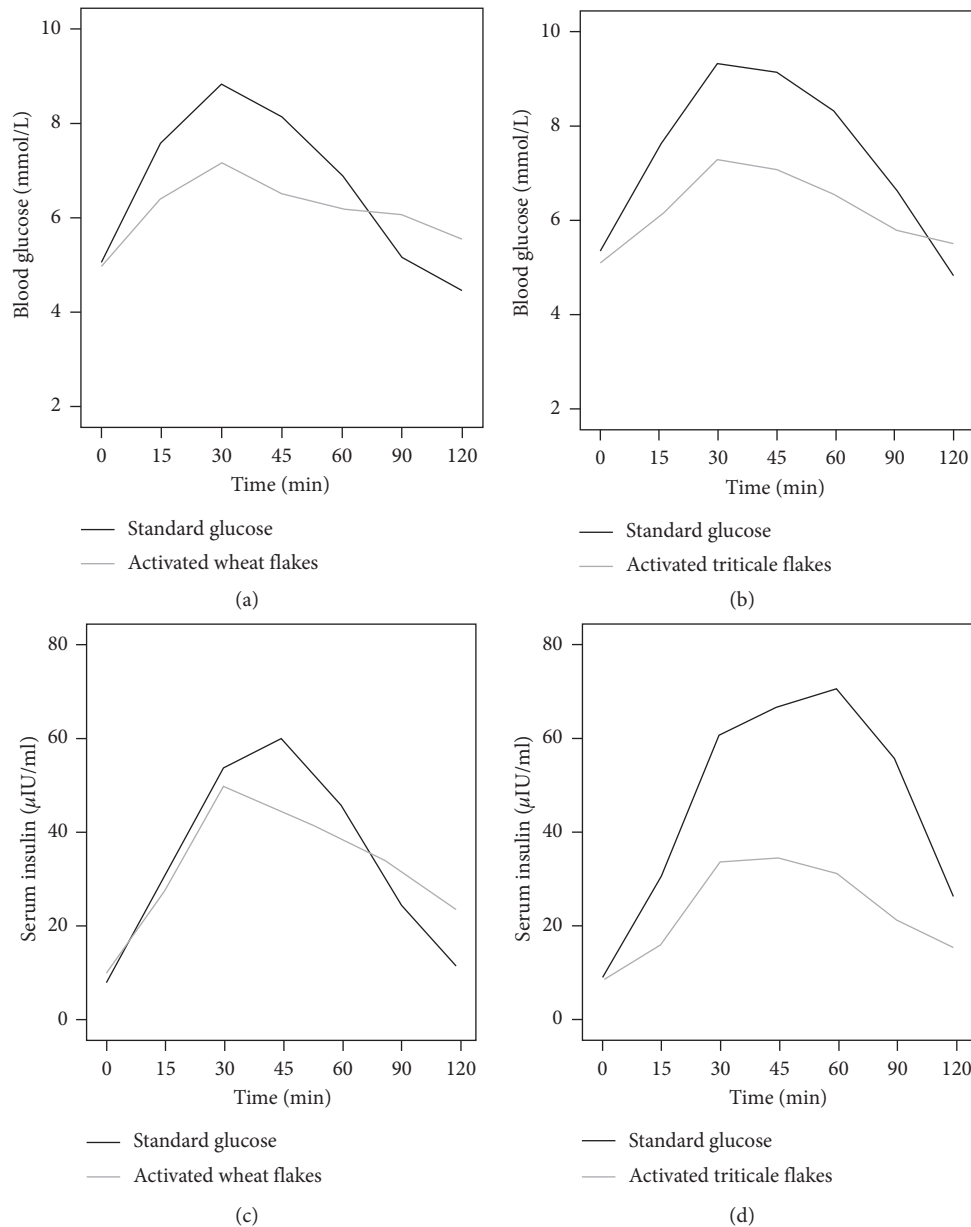 Blood glucose (mmol/L)
10
8
6
4
2
0 15 30 45 60 90 120
Time (min)
Standard glucose
Activated wheat flakes
(a)
Blood glucose (mmol/L)
10
8
6
4
2
0 15 30 45 60 90 120
Time (min)
Standard glucose
Activated triticale flakes
(b)
Serum insulin (μIU/ml)
80
60
40
20
0
0 15 30 45 60 90 120
Time (min)
Standard glucose
Activated wheat flakes
(c)
Serum insulin (μIU/ml)
80
60
40
20
0
0 15 30 45 60 90 120
Time (min)
Standard glucose
Activated triticale flakes
(d)